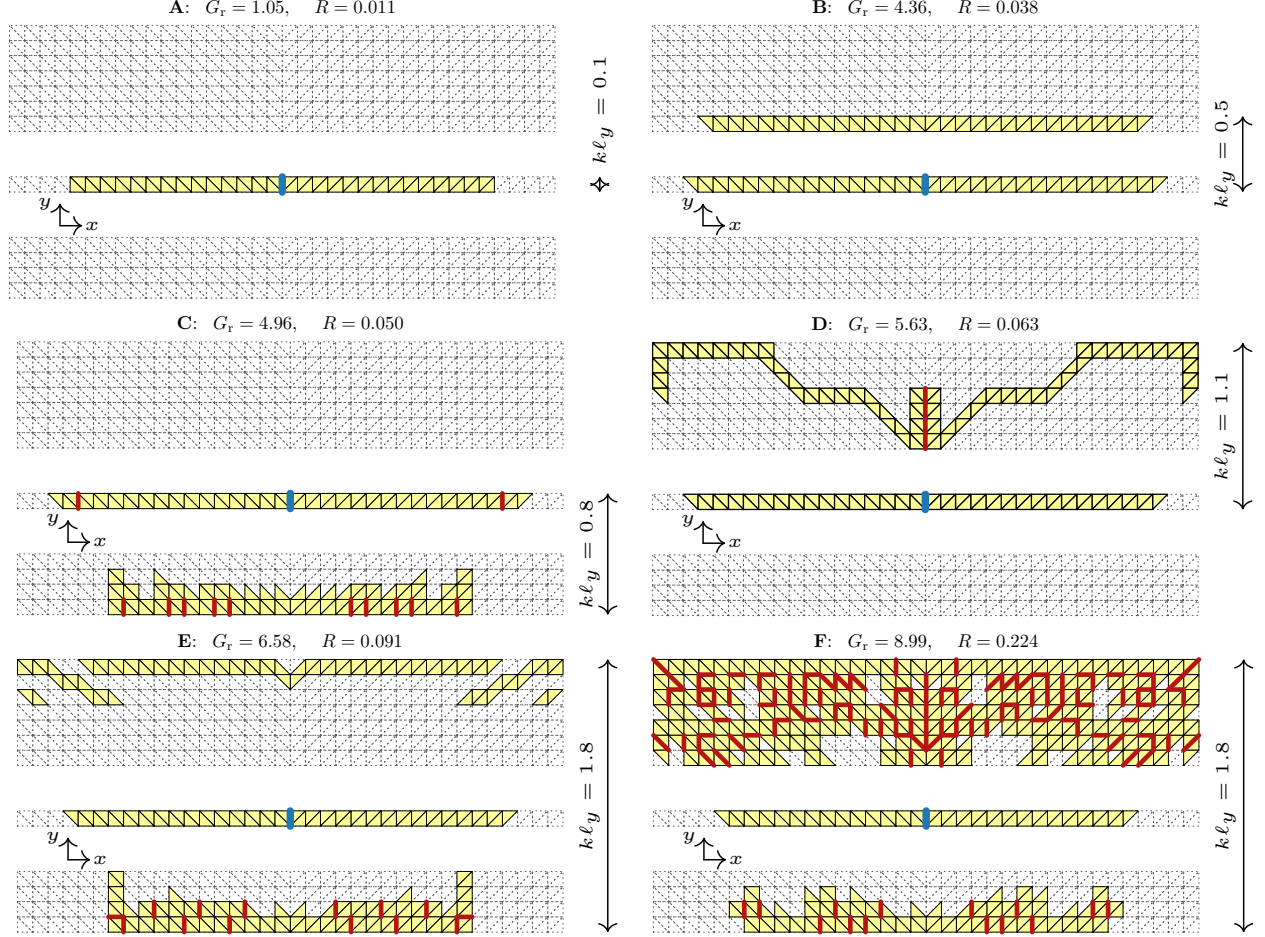 A: G_r = 1.05, R = 0.011
kℓ_y = 0.1
y
x
B: G_r = 4.36, R = 0.038
kℓ_y = 0.5
y
x
C: G_r = 4.96, R = 0.050
kℓ_y = 0.8
y
x
D: G_r = 5.63, R = 0.063
kℓ_y = 1.1
y
x
E: G_r = 6.58, R = 0.091
kℓ_y = 1.8
y
x
F: G_r = 8.99, R = 0.224
kℓ_y = 1.8
y
x